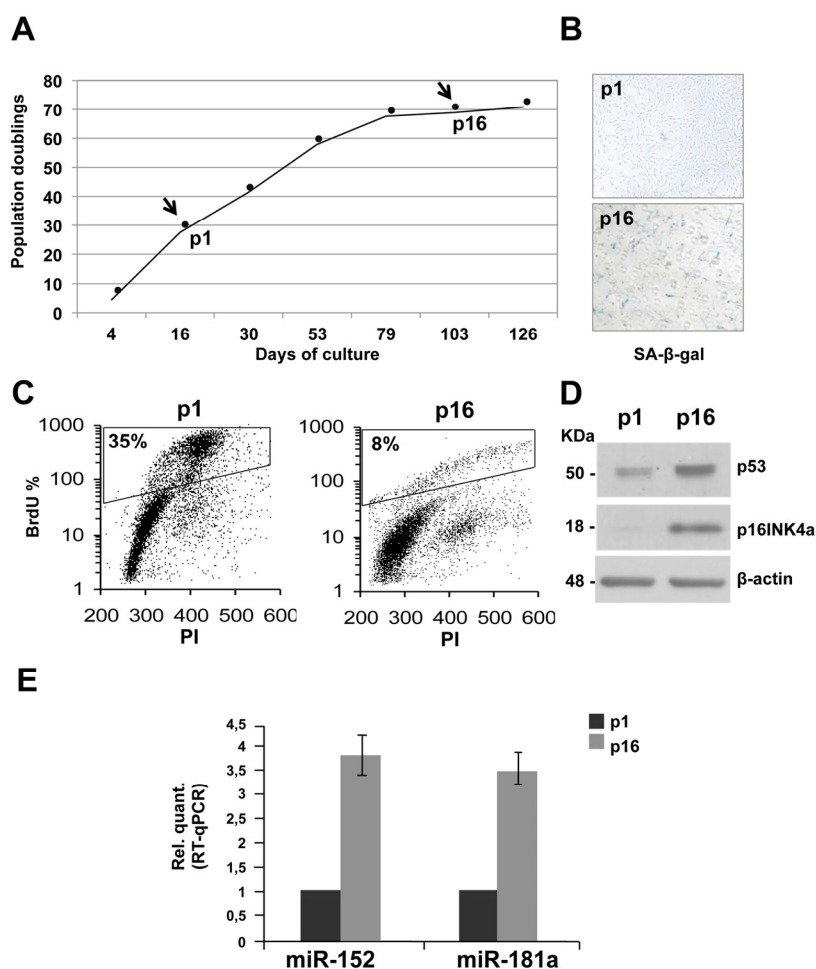 A
Population doublings
80
70
60
50
40
30
20
10
0
p1
p16
4 16 30 53 79 103 126
Days of culture
B
p1
p16
SA-β-gal
C
p1
BrdU %
1000
100
10
1
35%
200 300 400 500 600
PI
p16
1000
100
10
1
8%
200 300 400 500 600
PI
D
p1 p16
KDa
50 - p53
18 - p16INK4a
48 - β-actin
E
Rel. quant.
(RT-qPCR)
4,5
4
3,5
3
2,5
2
1,5
1
0,5
0
miR-152 miR-181a
p1
p16